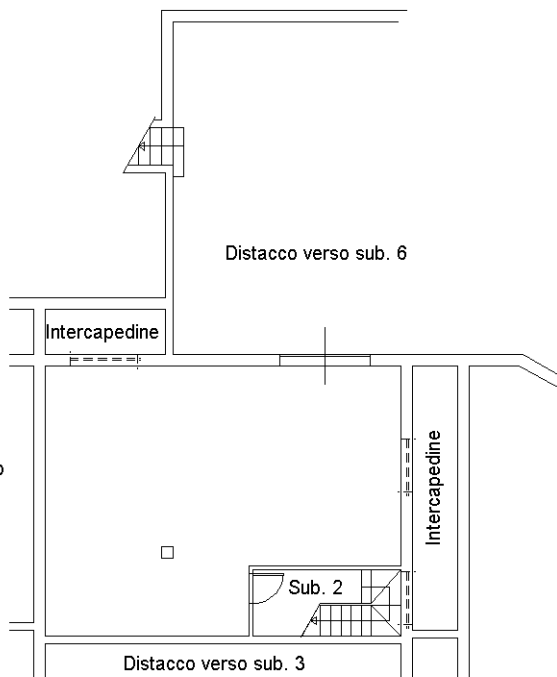 Distacco verso sub. 6
Intercapedine
Intercapedine
Sub. 2
Distacco verso sub. 3